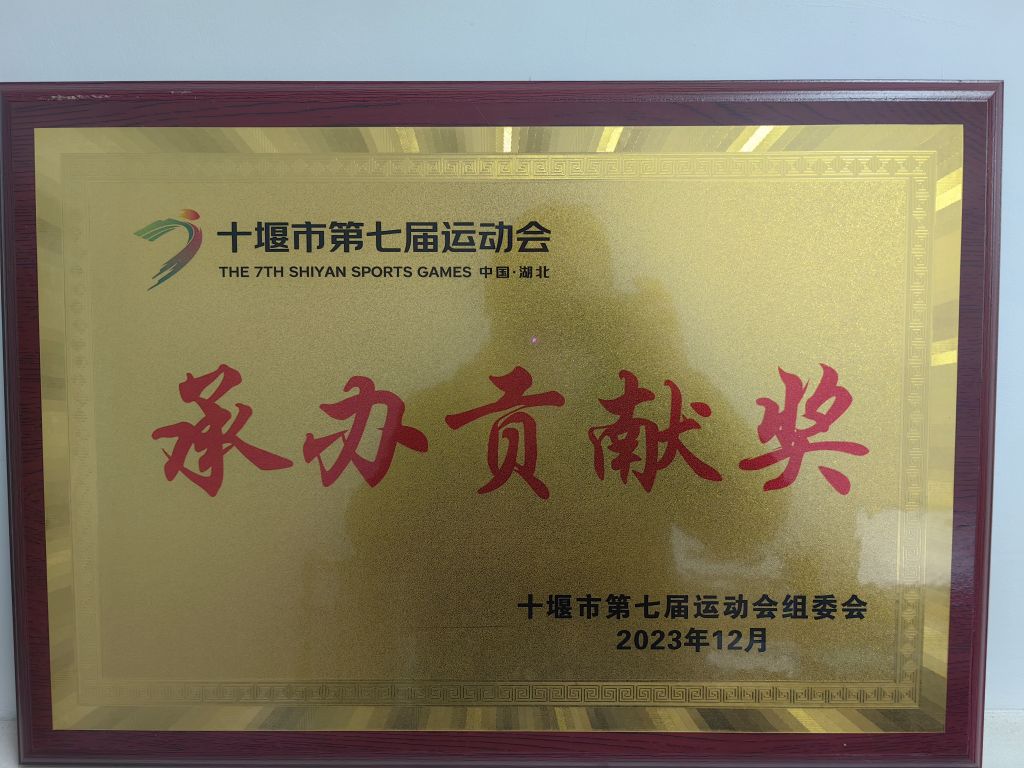 十堰市第七届运动会
THE 7TH SHIYAN SPORTS GAMES 中国·湖北
承办贡献奖
十堰市第七届运动会组委会
2023年12月